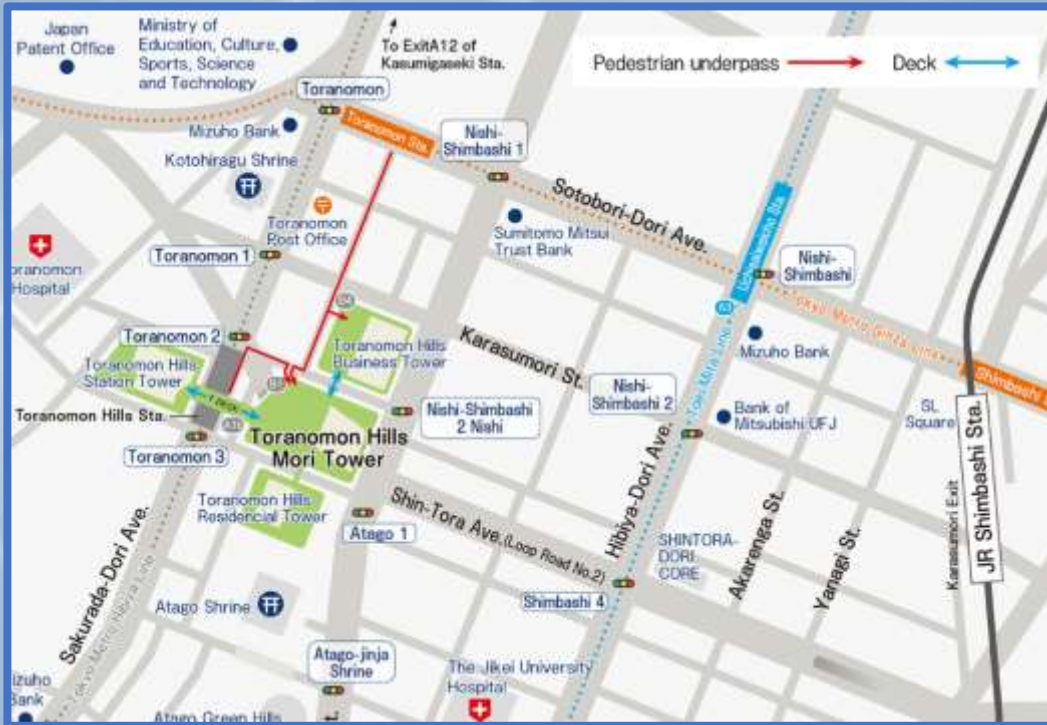 Japan
Patent Office
Ministry of
Education, Culture,
Sports, Science
and Technology
To ExitA12 of
Kasumigaseki Sta.
Pedestrian underpass
Deck
Toranomon
Mizuho Bank
Toranomon Sta.
Nishi-
Shimbashi 1
Kotohiragu Shrine
Sotobori-Dori Ave.
Toranomon
Post Office
Sumitomo Mitsui
Trust Bank
Uchisaiwaicho Sta.
Toranomon 1
Nishi-
Shimbashi
Hospital
Tokyo Metro Ginza Line
Toranomon 2
Toranomon Hills
Business Tower
Karasumori St.
Mizuho Bank
Toranomon Hills
Station Tower
Shimbashi
T-Deck
Toei Mita Line
Nishi-
Shimbashi 2
Toranomon Hills Sta.
Nishi-Shimbashi
2 Nishi
Bank of
Mitsubishi UFJ
SL
Square
Toranomon Hills
Mori Tower
Toranomon 3
JR Shimbashi Sta.
Karasumori Exit
Toranomon Hills
Residencial Tower
Shin-Tora Ave.(Loop Road No.2)
Hibiya-Dori Ave.
Atago 1
SHINTORA-
DORI
CORE
Akarenga St.
Yanagi St.
Sakurada-Dori Ave.
Tokyo Metro Hibiya Line
Atago Shrine
Shimbashi 4
Atago-jinja
Shrine
The Jikei University
Hospital
Bank
Atago Green Hills